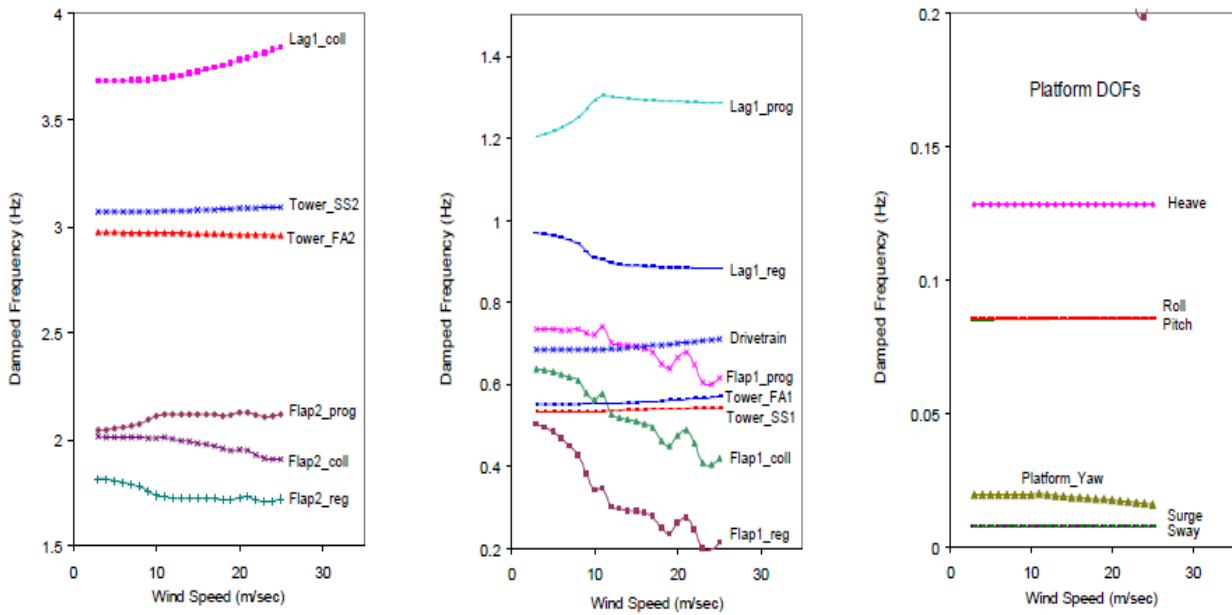 Damped Frequency (Hz)
4
3.5
3
2.5
2
1.5
Lag1_coll
Tower_SS2
Tower_FA2
Flap2_prog
Flap2_coll
Flap2_reg
0 10 20 30
Wind Speed (m/sec)
Damped Frequency (Hz)
1.4
1.2
1
0.8
0.6
0.4
0.2
Lag1_prog
Lag1_reg
Drivetrain
Flap1_prog
Tower_FA1
Tower_SS1
Flap1_coll
Flap1_reg
0 10 20 30
Wind Speed (m/sec)
Damped Frequency (Hz)
0.2
0.15
0.1
0.05
0
Platform DOFs
Heave
Roll
Pitch
Platform_Yaw
Surge
Sway
0 10 20 30
Wind Speed (m/sec)